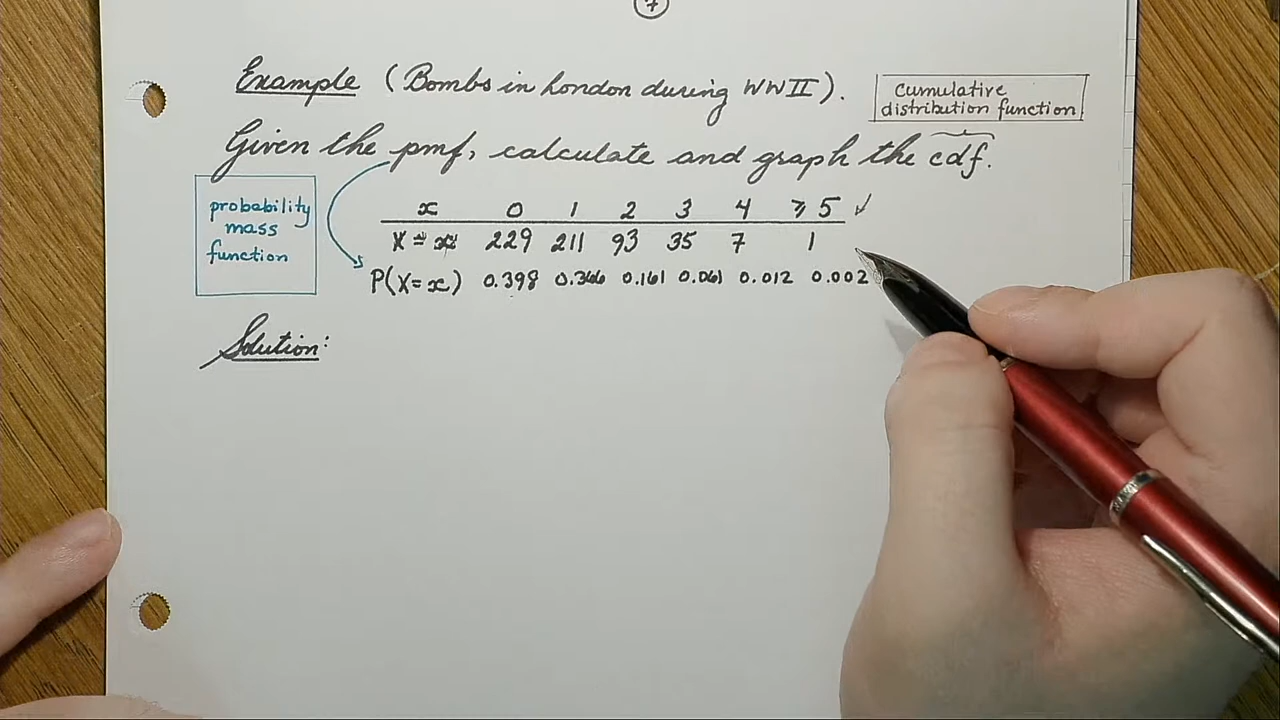 7
Example (Bombs in London during WWII).
Cumulative
distribution function
Given the pmf, calculate and graph the cdf.
probability
mass
function
x 0 1 2 3 4 ≥ 5 ✓
X = x 229 211 93 35 7 1
P(X=x) 0.398 0.366 0.161 0.061 0.012 0.002
Solution: